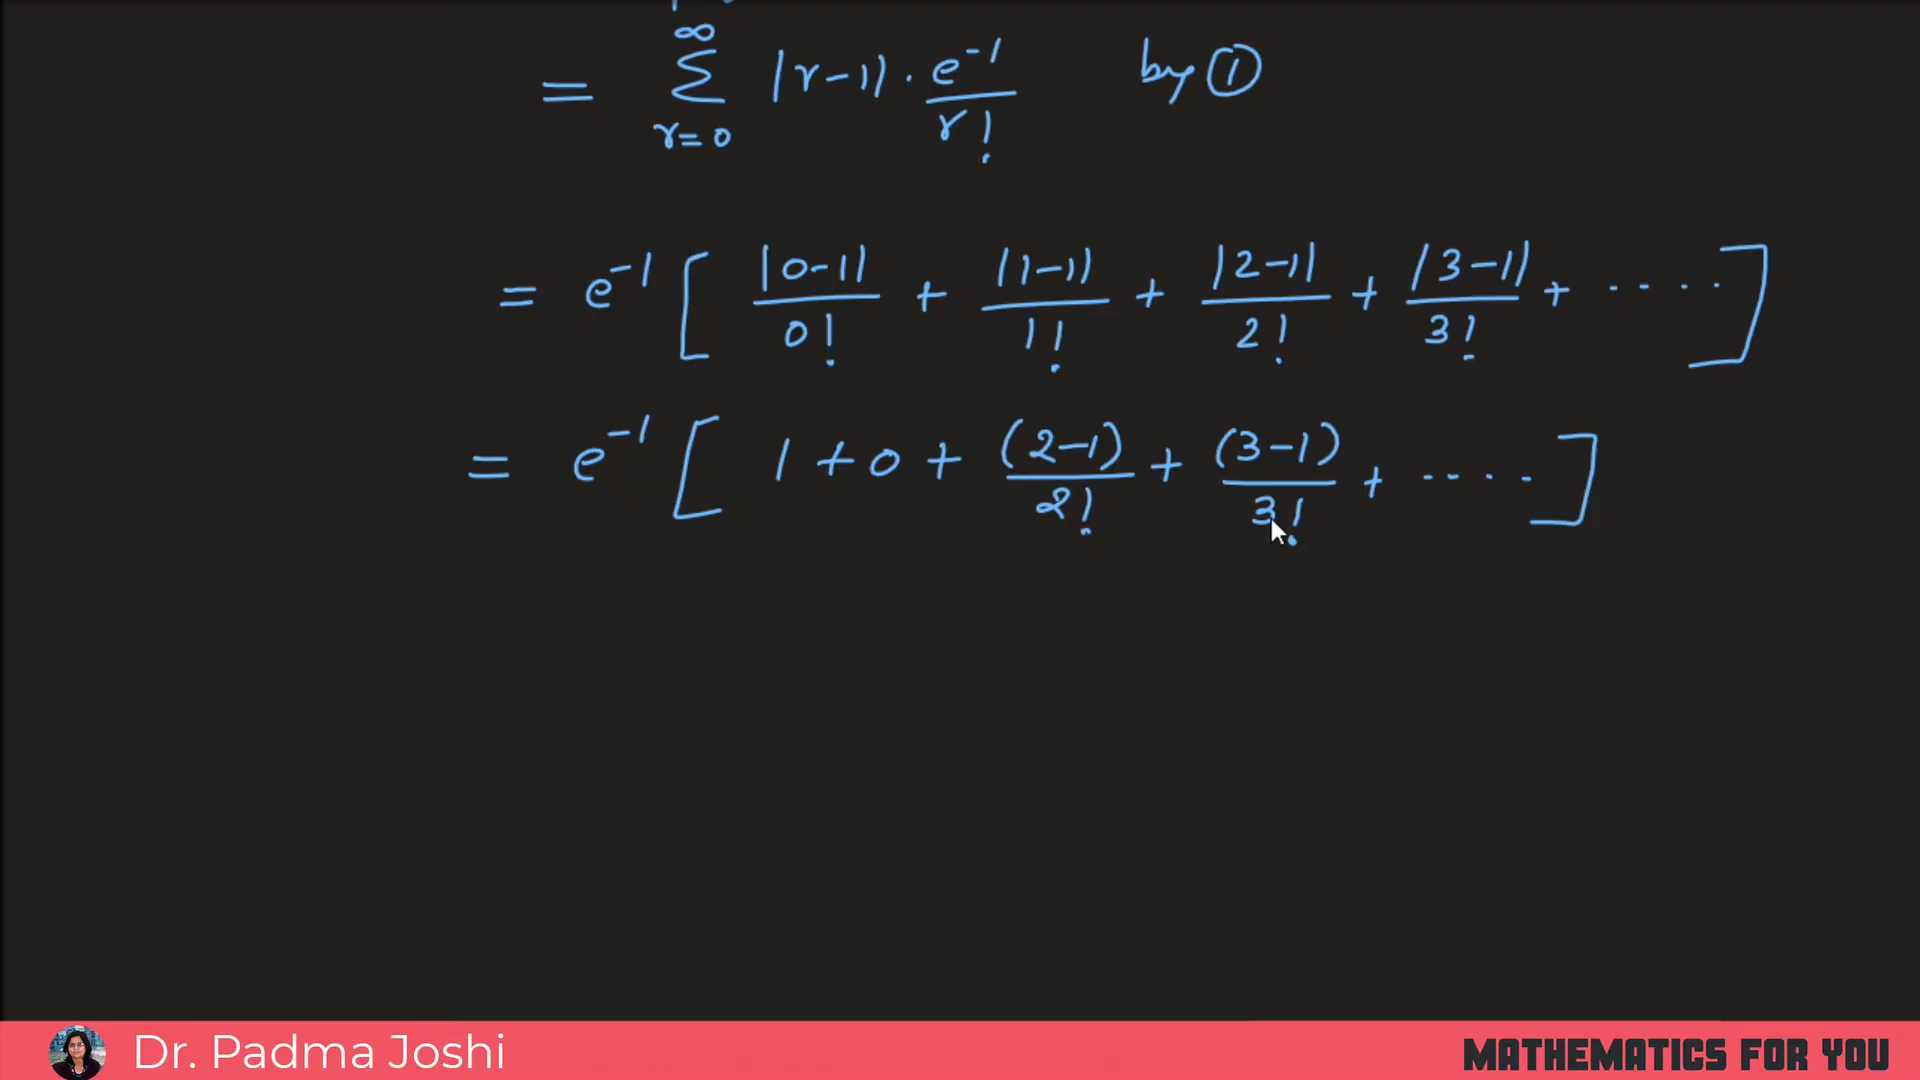 = ∞ Σ r=0 |r-1| · e^-1 / r! by ①
= e^-1 [ |0-1| / 0! + |1-1| / 1! + |2-1| / 2! + |3-1| / 3! + ····· ]
= e^-1 [ 1 + 0 + (2-1) / 2! + (3-1) / 3! + ····· ]
Dr. Padma Joshi
MATHEMATICS FOR YOU